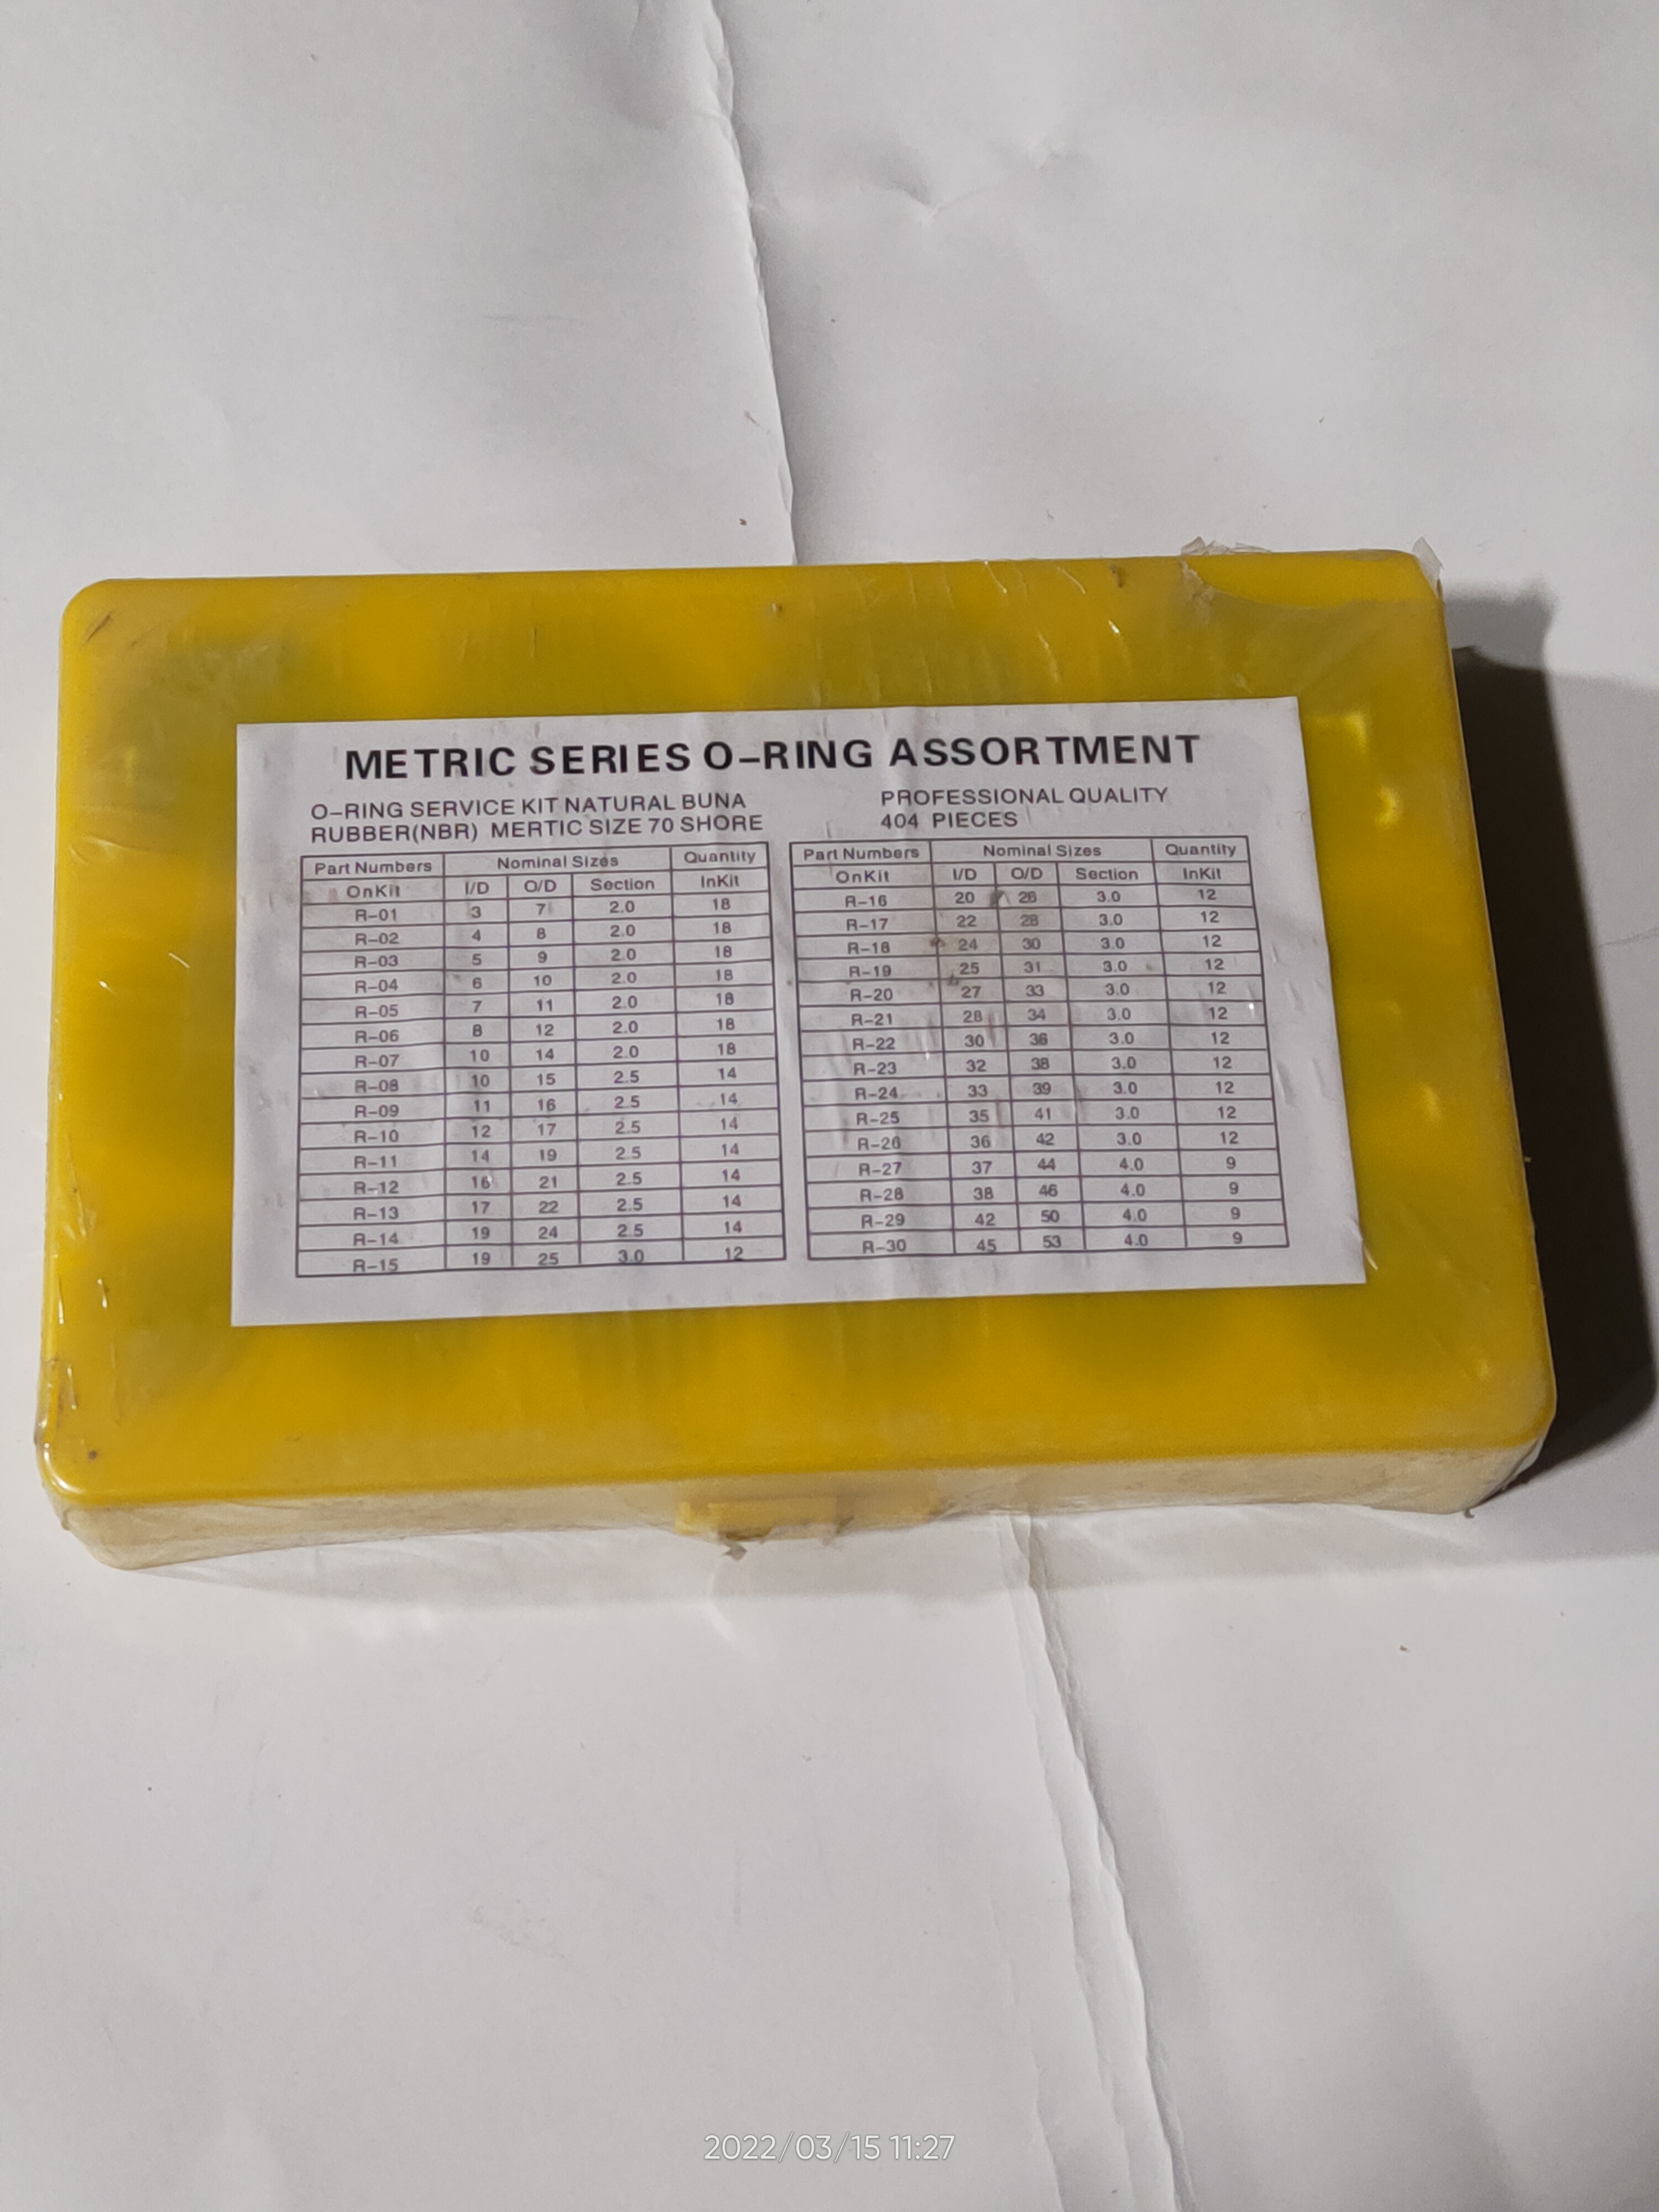 METRIC SERIES O-RING ASSORTMENT
O-RING SERVICE KIT NATURAL BUNA
RUBBER(NBR) MERTIC SIZE 70 SHORE
PROFESSIONAL QUALITY
404 PIECES
Part Numbers Nominal Sizes Quantity
OnKit I/D O/D Section InKit
R-01 3 7 2.0 18
R-02 4 8 2.0 18
R-03 5 9 2.0 18
R-04 6 10 2.0 18
R-05 7 11 2.0 18
R-06 8 12 2.0 18
R-07 10 14 2.0 18
R-08 10 15 2.5 14
R-09 11 16 2.5 14
R-10 12 17 2.5 14
R-11 14 19 2.5 14
R-12 16 21 2.5 14
R-13 17 22 2.5 14
R-14 19 24 2.5 14
R-15 19 25 3.0 12
Part Numbers Nominal Sizes Quantity
OnKit I/D O/D Section InKit
R-16 20 26 3.0 12
R-17 22 28 3.0 12
R-18 24 30 3.0 12
R-19 25 31 3.0 12
R-20 27 33 3.0 12
R-21 28 34 3.0 12
R-22 30 36 3.0 12
R-23 32 38 3.0 12
R-24 33 39 3.0 12
R-25 35 41 3.0 12
R-26 36 42 3.0 12
R-27 37 44 4.0 9
R-28 38 46 4.0 9
R-29 42 50 4.0 9
R-30 45 53 4.0 9
2022/03/15 11:27